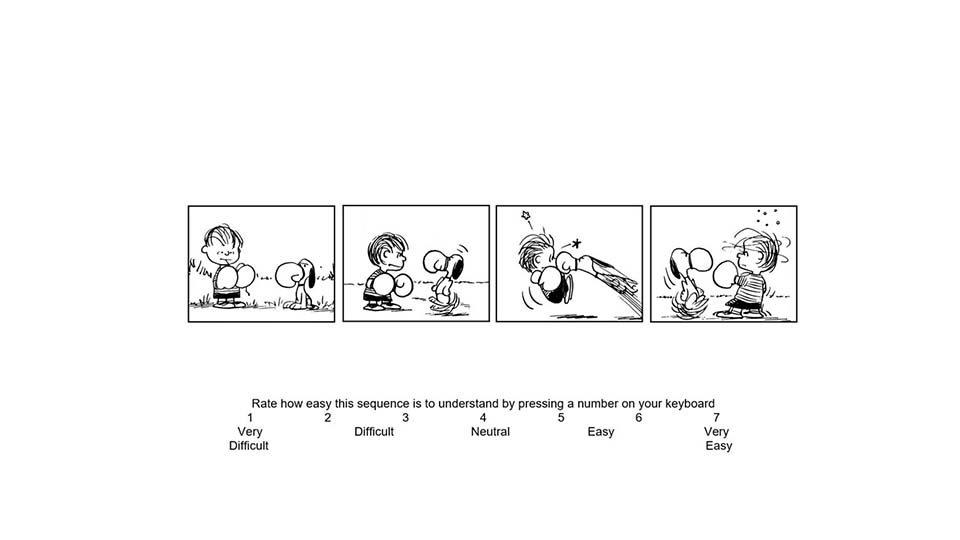 Rate how easy this sequence is to understand by pressing a number on your keyboard
1 2 3 4 5 6 7
Very Difficult Neutral Easy Very
Difficult Easy